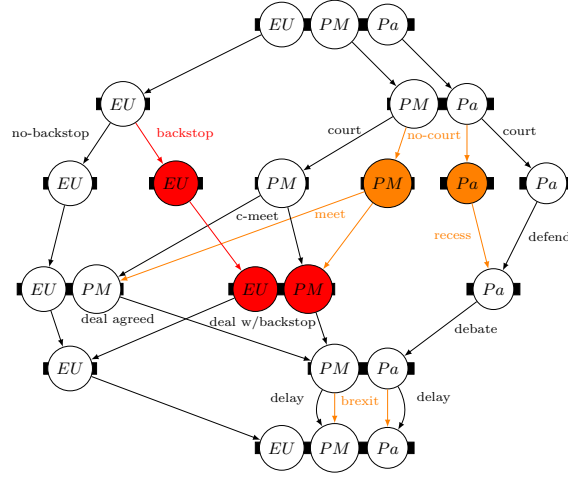 EU PM Pa
EU PM Pa
no-backstop backstop court no-court court
EU EU PM PM Pa Pa
c-meet meet recess defend
EU PM EU PM Pa
deal agreed deal w/backstop debate
EU PM Pa
delay brexit delay
EU PM Pa